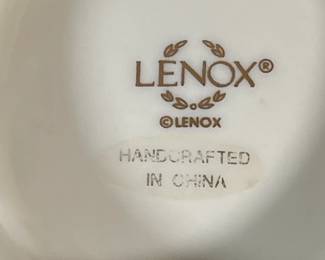 LENOX®
©LENOX
HANDCRAFTED
IN CHINA